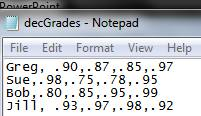 PowerPoint
decGrades - Notepad
File Edit Format View Help
Greg, .90,.87,.85,.97
Sue,.98,.75,.78,.95
Bob,.80,.85,.95,.99
Jill, .93,.97,.98,.92